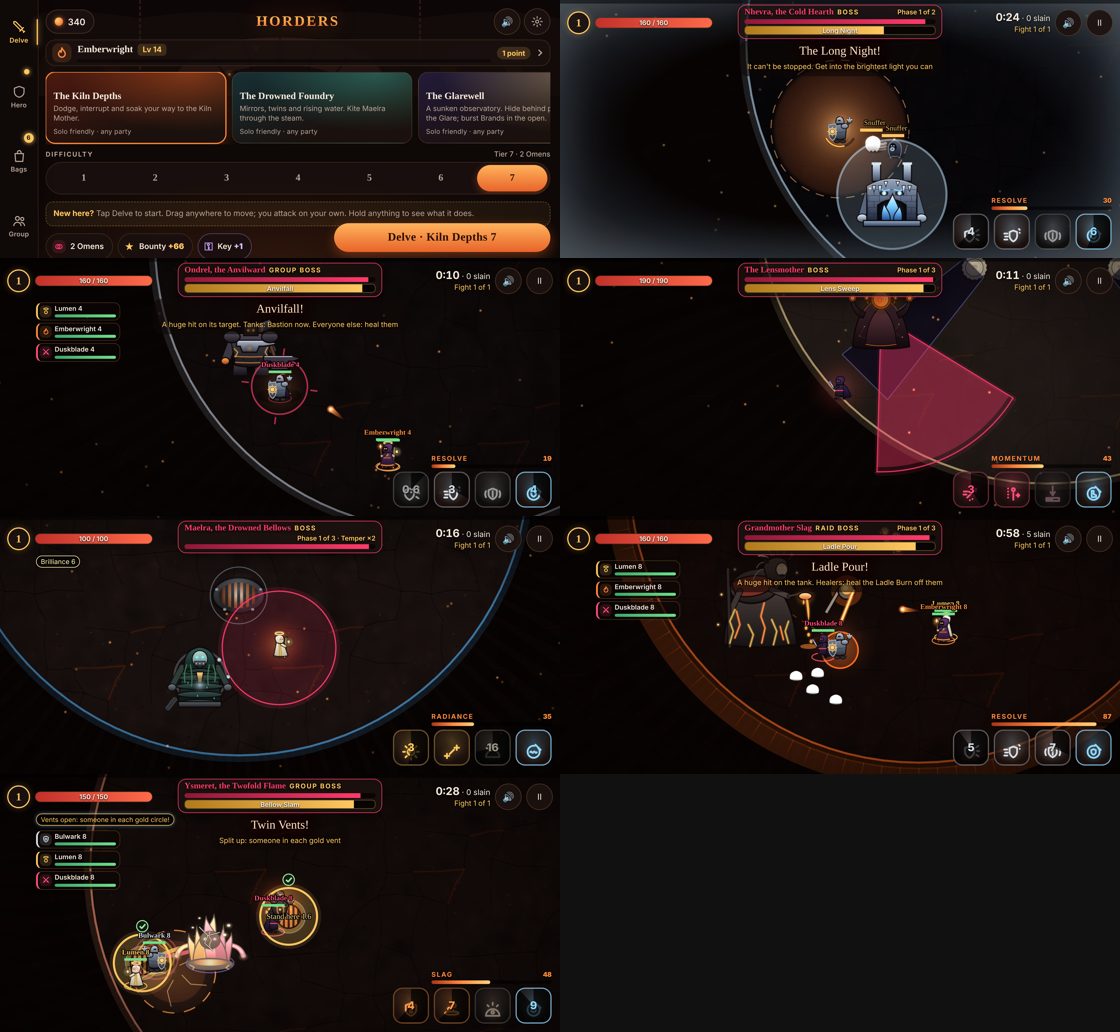 340
HORDERS
Delve
Emberwright Lv 14
1 point
Hero
The Kiln Depths
Dodge, interrupt and soak your way to the Kiln
Mother.
Solo friendly · any party
The Drowned Foundry
Mirrors, twins and rising water. Kite Maelra
through the steam.
Solo friendly · any party
The Glarewell
A sunken observatory. Hide behind p
the Glare; burst Brands in the open.
Solo friendly · any party
6
Bags
DIFFICULTY
Tier 7 · 2 Omens
1 2 3 4 5 6 7
New here? Tap Delve to start. Drag anywhere to move; you attack on your own. Hold anything to see what it does.
Group
2 Omens
Bounty +66
Key +1
Delve · Kiln Depths 7
1
160 / 160
Nhevra, the Cold Hearth BOSS
Phase 1 of 2
Long Night
0:24 · 0 slain
Fight 1 of 1
The Long Night!
It can't be stopped. Get into the brightest light you can
Snuffer
Snuffer
RESOLVE 30
4
6
1
160 / 160
Ondrel, the Anvilward GROUP BOSS
Anvilfall
0:10 · 0 slain
Fight 1 of 1
Lumen 4
Emberwright 4
Duskblade 4
Anvilfall!
A huge hit on its target. Tanks: Bastion now. Everyone else: heal them
Duskblade 4
Emberwright 4
RESOLVE 19
0.6
3
4
1
190 / 190
The Lensmother BOSS
Phase 1 of 3
Lens Sweep
0:11 · 0 slain
Fight 1 of 1
MOMENTUM 43
3
1
100 / 100
Maelra, the Drowned Bellows BOSS
Phase 1 of 3 · Temper ×2
0:16 · 0 slain
Fight 1 of 1
Brilliance 6
RADIANCE 35
3
16
1
160 / 160
Grandmother Slag RAID BOSS
Phase 1 of 3
Ladle Pour
0:58 · 5 slain
Fight 1 of 1
Lumen 8
Emberwright 8
Duskblade 8
Ladle Pour!
A huge hit on the tank. Healers: heal the Ladle Burn off them
Lumen 8
Emberwright 8
Duskblade 8
RESOLVE 87
5
7
1
150 / 150
Ysmeret, the Twofold Flame GROUP BOSS
Bellow Slam
0:28 · 0 slain
Fight 1 of 1
Vents open: someone in each gold circle!
Bulwark 8
Lumen 8
Duskblade 8
Twin Vents!
Split up: someone in each gold vent
Duskblade 8
Stand here 1.6
Bulwark 8
Lumen 8
SLAG 48
4
7
9